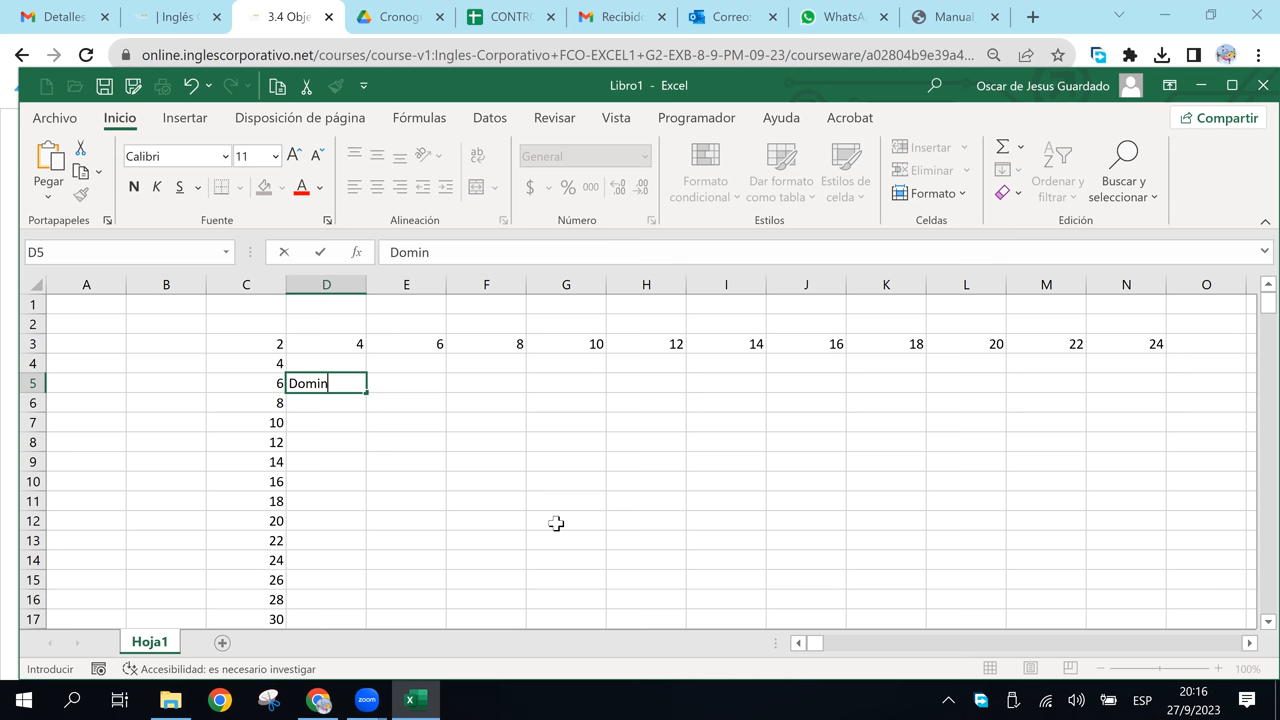 Detalles
Inglés C
3.4 Obje
Cronog
CONTRO
Recibido
Correo:
WhatsA
Manual
online.inglescorporativo.net/courses/course-v1:Ingles-Corporativo+FCO-EXCEL1+G2-EXB-8-9-PM-09-23/courseware/a02804b9e39a4...
Libro1 - Excel
Oscar de Jesus Guardado
Archivo Inicio Insertar Disposición de página Fórmulas Datos Revisar Vista Programador Ayuda Acrobat
Compartir
Pegar
Portapapeles
Calibri 11
N K S
Fuente
Alineación
General
$ % 000
Número
Formato condicional
Dar formato como tabla
Estilos de celda
Estilos
Insertar
Eliminar
Formato
Celdas
Ordenar y filtrar
Buscar y seleccionar
Edición
D5
fx
Domin
A B C D E F G H I J K L M N O
1
2
3 2 4 6 8 10 12 14 16 18 20 22 24
4 4
5 6 Domin
6 8
7 10
8 12
9 14
10 16
11 18
12 20
13 22
14 24
15 26
16 28
17 30
Hoja1
Introducir
Accesibilidad: es necesario investigar
100%
zoom
ESP
20:16
27/9/2023